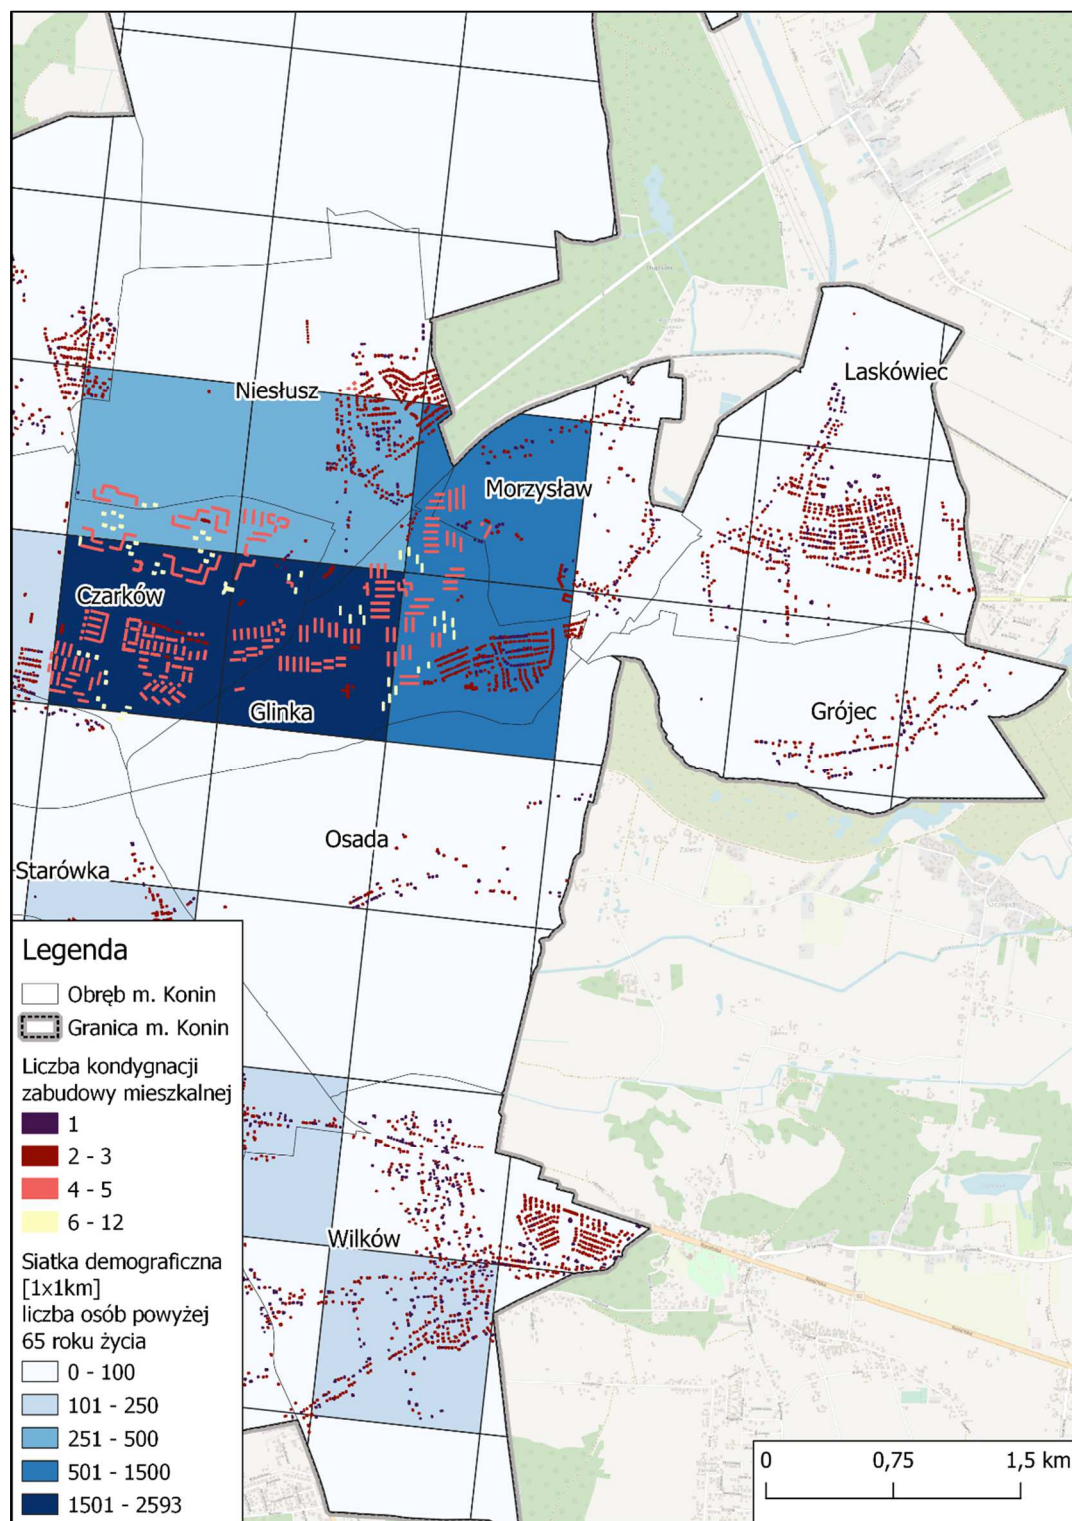 Laskówiec
Niesłusz
Morzysław
Czarków
Glinka
Grójec
Osada
Starówka
Wilków
Legenda
Obręb m. Konin
Granica m. Konin
Liczba kondygnacji
zabudowy mieszkalnej
1
2 - 3
4 - 5
6 - 12
Siatka demograficzna
[1x1km]
liczba osób powyżej
65 roku życia
0 - 100
101 - 250
251 - 500
501 - 1500
1501 - 2593
0 0,75 1,5 km